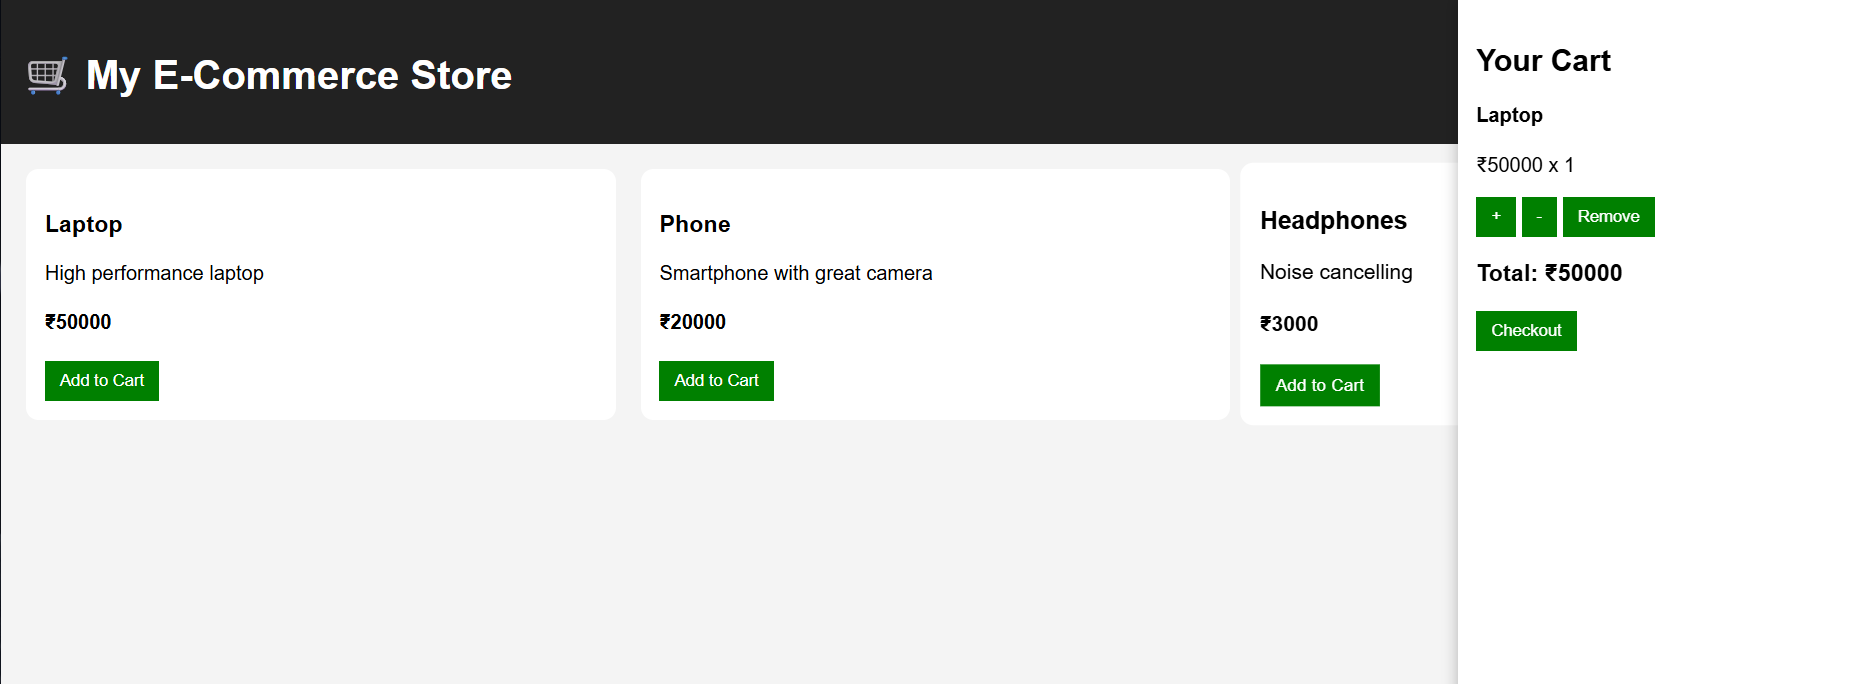 My E-Commerce Store
Laptop
High performance laptop
₹50000
Add to Cart
Phone
Smartphone with great camera
₹20000
Add to Cart
Headphones
Noise cancelling
₹3000
Add to Cart
Your Cart
Laptop
₹50000 x 1
+ - Remove
Total: ₹50000
Checkout